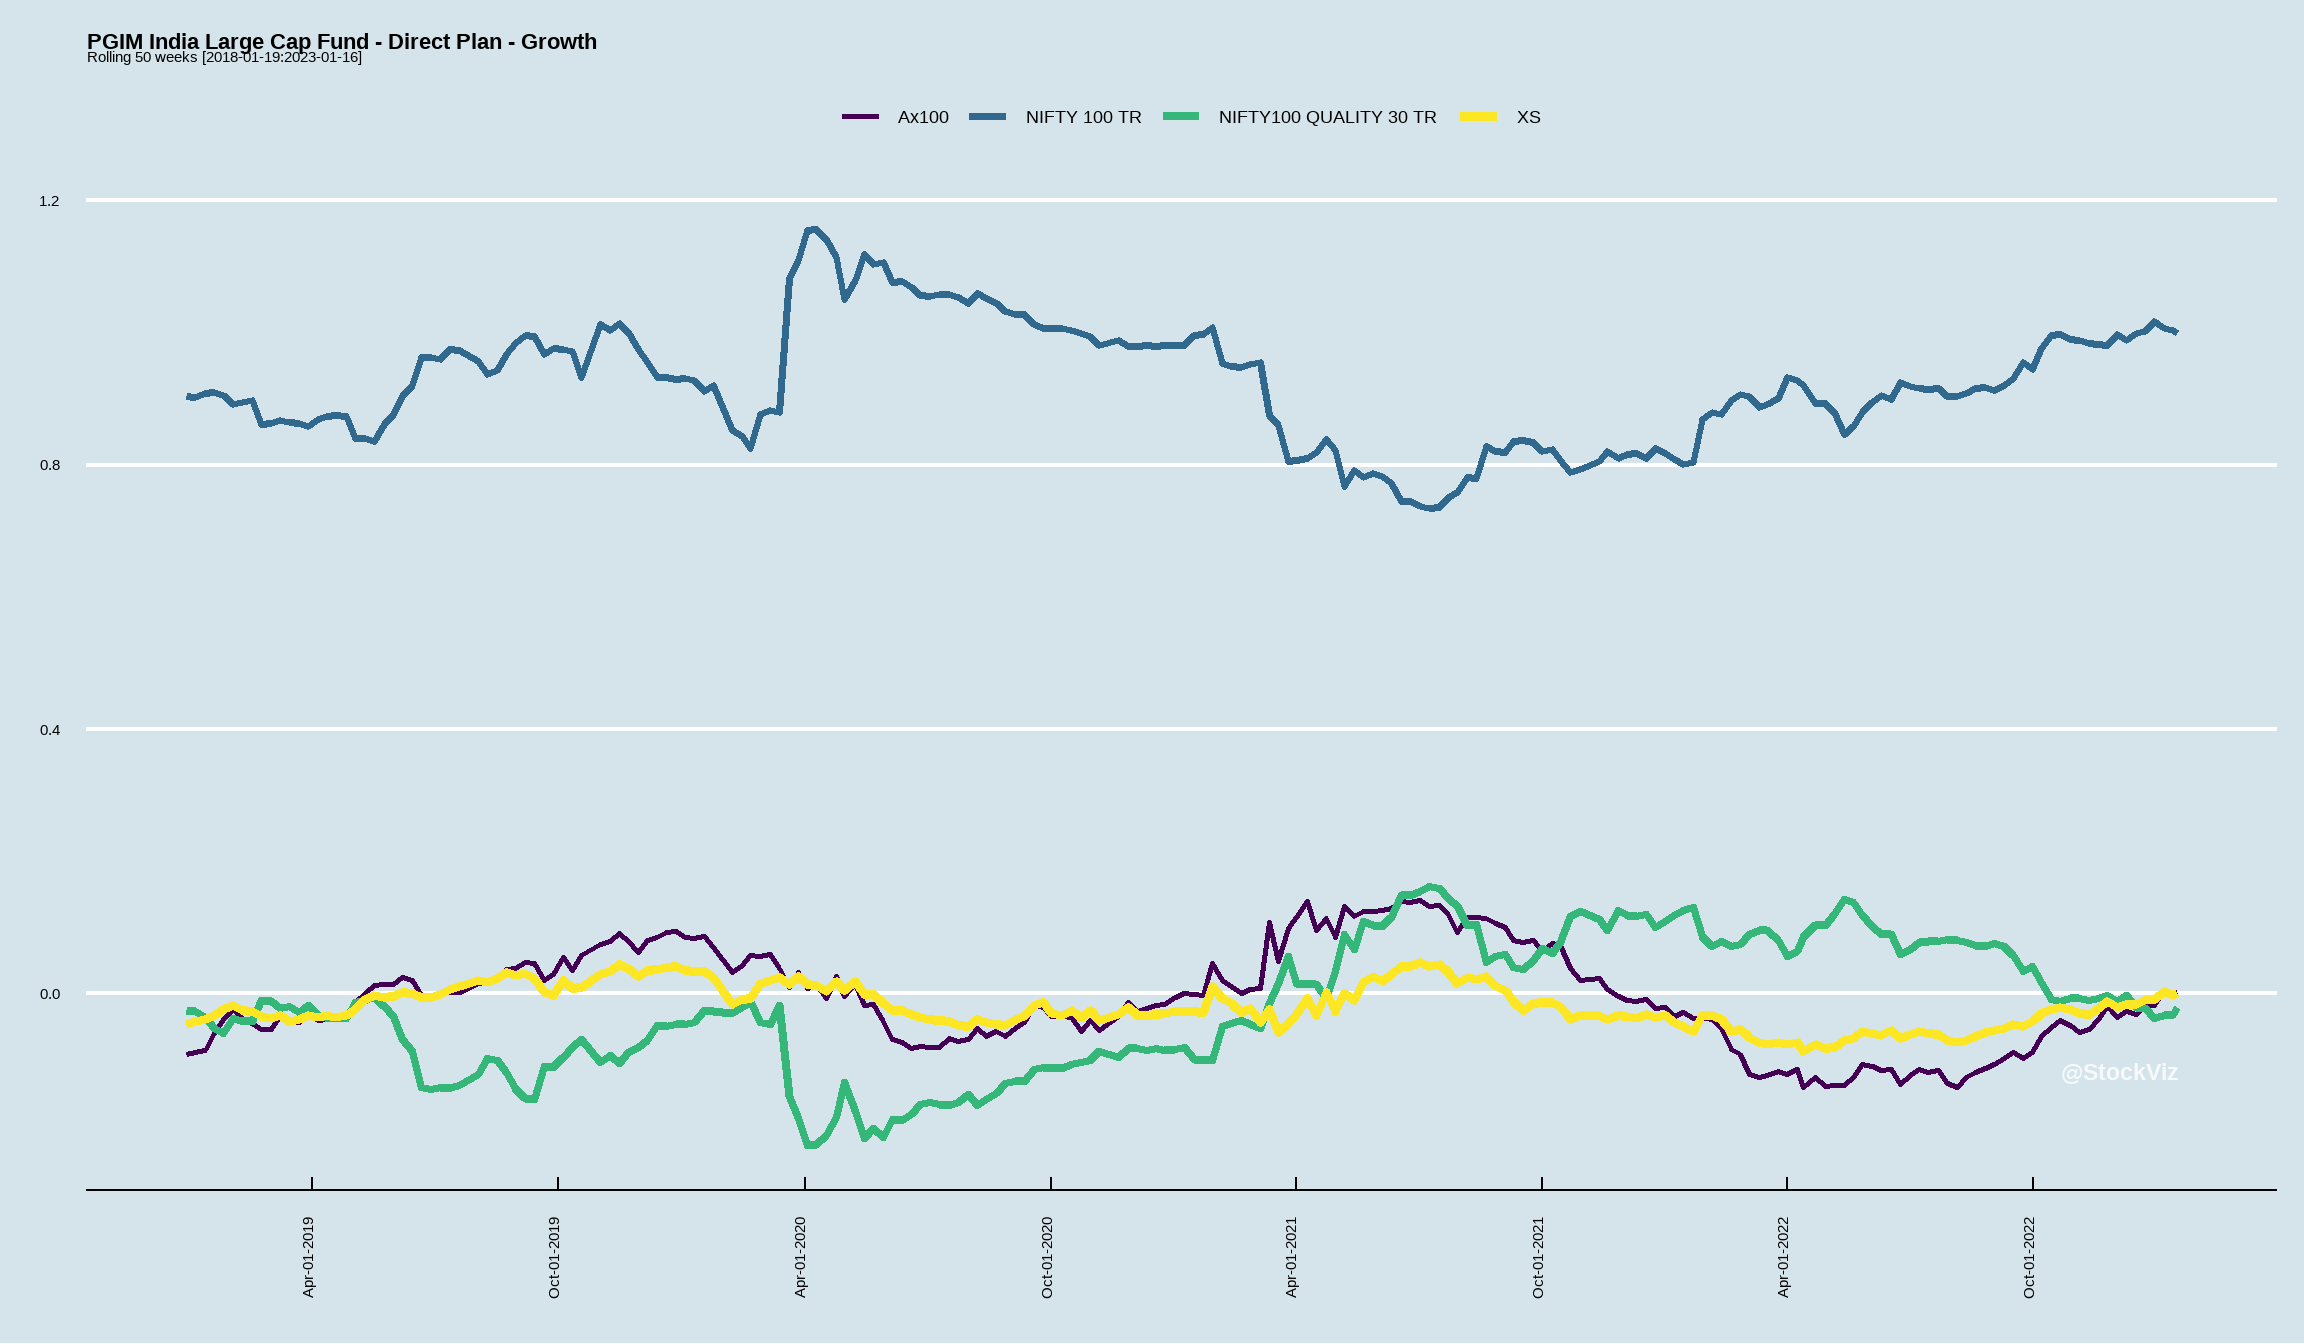 PGIM India Large Cap Fund - Direct Plan - Growth
Rolling 50 weeks [2018-01-19:2023-01-16]
Ax100 NIFTY 100 TR NIFTY100 QUALITY 30 TR XS
1.2
0.8
0.4
0.0
@StockViz
Apr-01-2019
Oct-01-2019
Apr-01-2020
Oct-01-2020
Apr-01-2021
Oct-01-2021
Apr-01-2022
Oct-01-2022